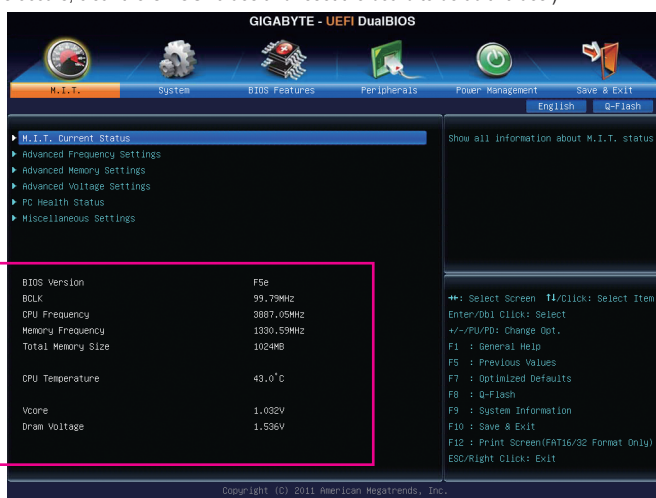 GIGABYTE - UEFI DualBIOS
M.I.T.
System
BIOS Features
Peripherals
Power Management
Save & Exit
English
Q-Flash
M.I.T. Current Status
Advanced Frequency Settings
Advanced Memory Settings
Advanced Voltage Settings
PC Health Status
Miscellaneous Settings
Show all information about M.I.T. status
BIOS Version F5e
BCLK 99.79MHz
CPU Frequency 3887.05MHz
Memory Frequency 1330.59MHz
Total Memory Size 1024MB
CPU Temperature 43.0°C
Vcore 1.032V
Dram Voltage 1.536V
→←: Select Screen ↑↓/Click: Select Item
Enter/Dbl Click: Select
+/-/PU/PD: Change Opt.
F1 : General Help
F5 : Previous Values
F7 : Optimized Defaults
F8 : Q-Flash
F9 : System Information
F10 : Save & Exit
F12 : Print Screen(FAT16/32 Format Only)
ESC/Right Click: Exit
Copyright (C) 2011 American Megatrends, Inc.